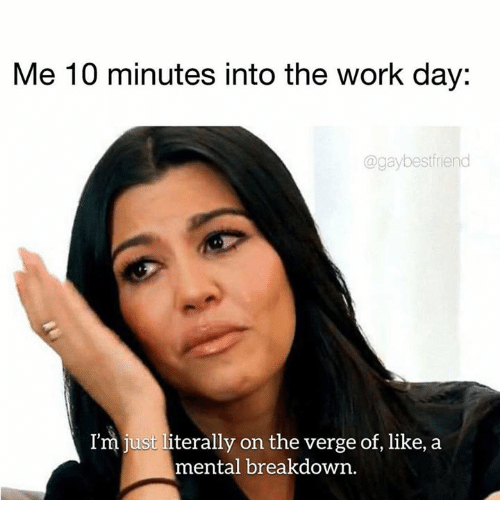 Me 10 minutes into the work day:
@gaybestfriend
I'm just literally on the verge of, like, a
mental breakdown.